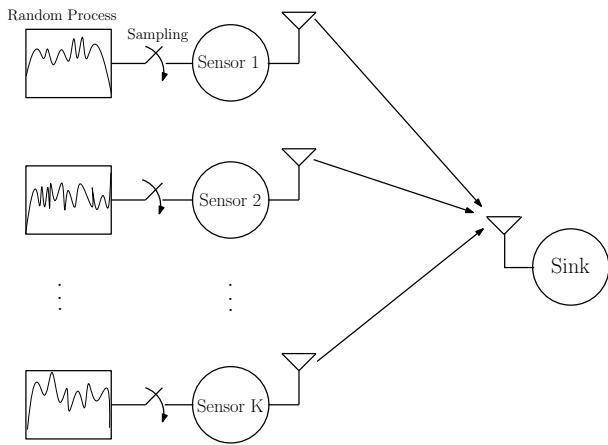 Random Process
Sampling
Sensor 1
Sensor 2
Sink
Sensor K